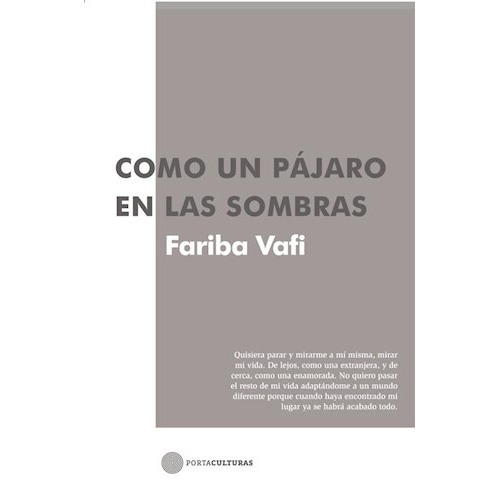 COMO UN PÁJARO
EN LAS SOMBRAS
Fariba Vafi
Quisiera parar y mirarme a mí misma, mirar
mi vida. De lejos, como una extranjera, y de
cerca, como una enamorada. No quiero pasar
el resto de mi vida adaptándome a un mundo
diferente porque cuando haya encontrado mi
lugar ya se habrá acabado todo.
PORTACULTURAS